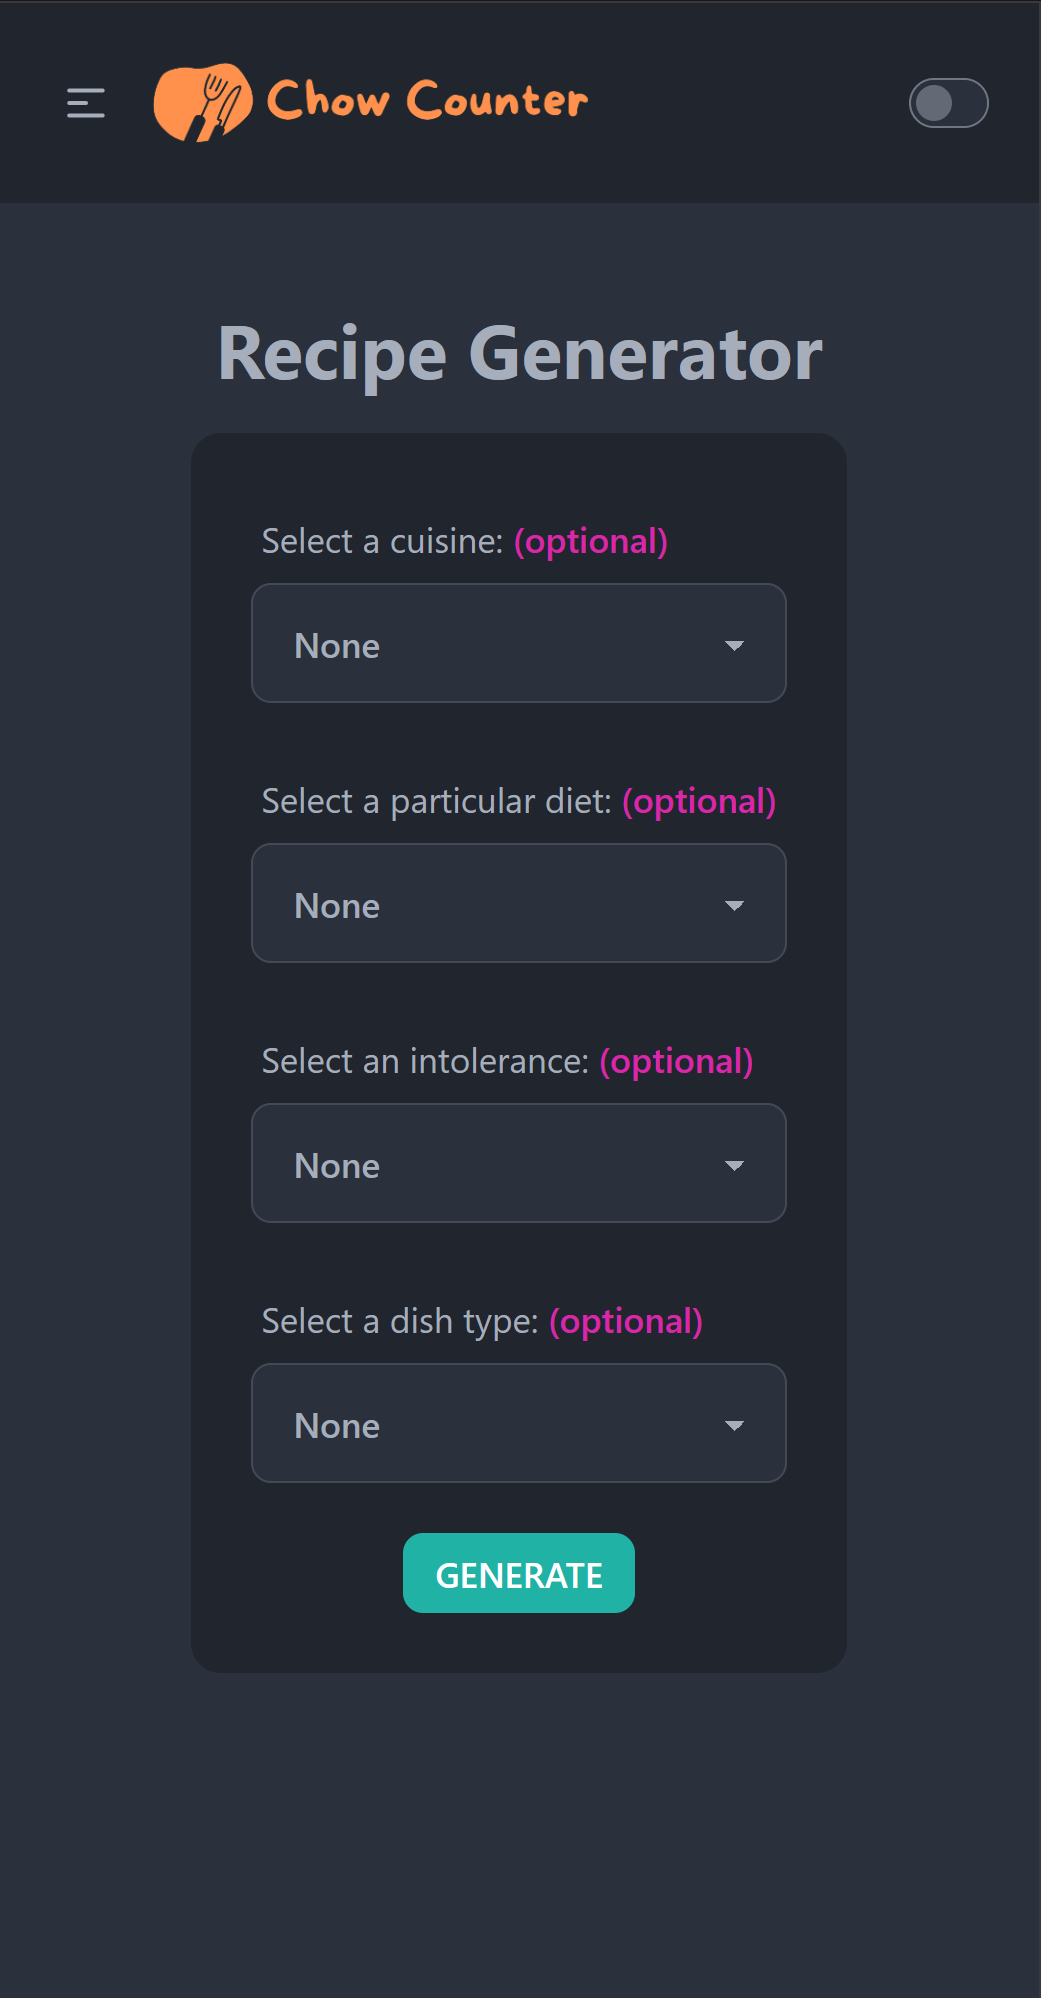 Chow Counter
Recipe Generator
Select a cuisine: (optional)
None
Select a particular diet: (optional)
None
Select an intolerance: (optional)
None
Select a dish type: (optional)
None
GENERATE